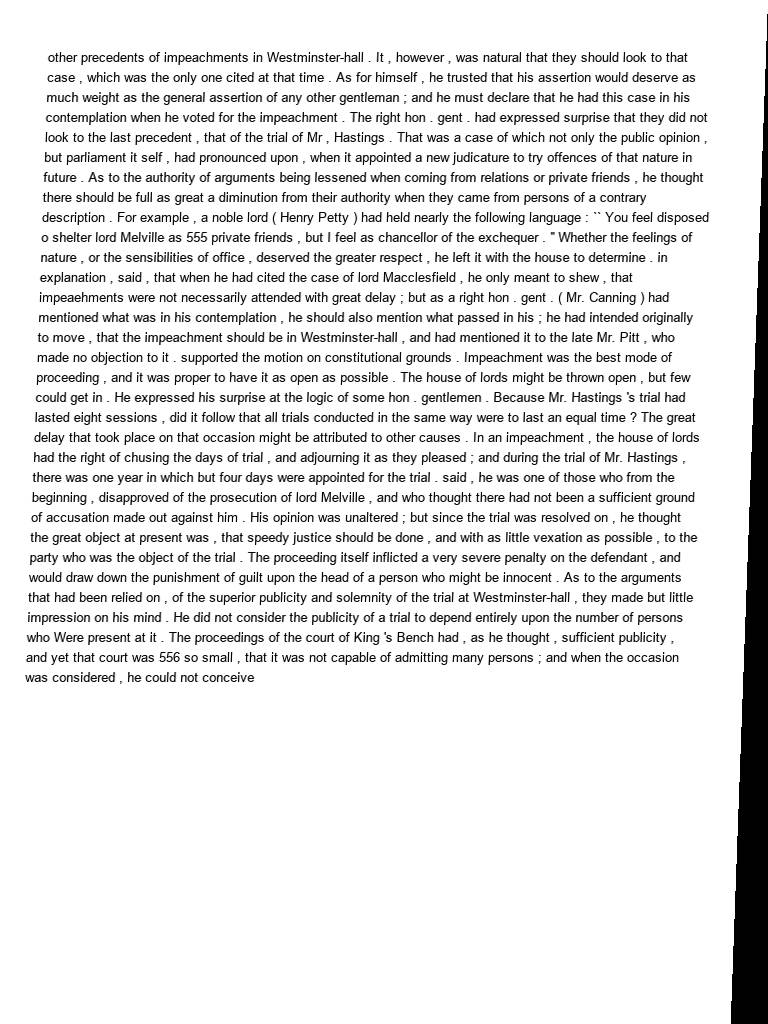 other precedents of impeachments in Westminster-hall . It , however , was natural that they should look to that
case , which was the only one cited at that time . As for himself , he trusted that his assertion would deserve as
much weight as the general assertion of any other gentleman ; and he must declare that he had this case in his
contemplation when he voted for the impeachment . The right hon . gent . had expressed surprise that they did not
look to the last precedent , that of the trial of Mr , Hastings . That was a case of which not only the public opinion ,
but parliament it self , had pronounced upon , when it appointed a new judicature to try offences of that nature in
future . As to the authority of arguments being lessened when coming from relations or private friends , he thought
there should be full as great a diminution from their authority when they came from persons of a contrary
description . For example , a noble lord ( Henry Petty ) had held nearly the following language : `` You feel disposed
o shelter lord Melville as 555 private friends , but I feel as chancellor of the exchequer . '' Whether the feelings of
nature , or the sensibilities of office , deserved the greater respect , he left it with the house to determine . in
explanation , said , that when he had cited the case of lord Macclesfield , he only meant to shew , that
impeaehments were not necessarily attended with great delay ; but as a right hon . gent . ( Mr. Canning ) had
mentioned what was in his contemplation , he should also mention what passed in his ; he had intended originally
to move , that the impeachment should be in Westminster-hall , and had mentioned it to the late Mr. Pitt , who
made no objection to it . supported the motion on constitutional grounds . Impeachment was the best mode of
proceeding , and it was proper to have it as open as possible . The house of lords might be thrown open , but few
could get in . He expressed his surprise at the logic of some hon . gentlemen . Because Mr. Hastings 's trial had
lasted eight sessions , did it follow that all trials conducted in the same way were to last an equal time ? The great
delay that took place on that occasion might be attributed to other causes . In an impeachment , the house of lords
had the right of chusing the days of trial , and adjourning it as they pleased ; and during the trial of Mr. Hastings ,
there was one year in which but four days were appointed for the trial . said , he was one of those who from the
beginning , disapproved of the prosecution of lord Melville , and who thought there had not been a sufficient ground
of accusation made out against him . His opinion was unaltered ; but since the trial was resolved on , he thought
the great object at present was , that speedy justice should be done , and with as little vexation as possible , to the
party who was the object of the trial . The proceeding itself inflicted a very severe penalty on the defendant , and
would draw down the punishment of guilt upon the head of a person who might be innocent . As to the arguments
that had been relied on , of the superior publicity and solemnity of the trial at Westminster-hall , they made but little
impression on his mind . He did not consider the publicity of a trial to depend entirely upon the number of persons
who Were present at it . The proceedings of the court of King 's Bench had , as he thought , sufficient publicity ,
and yet that court was 556 so small , that it was not capable of admitting many persons ; and when the occasion
was considered , he could not conceive